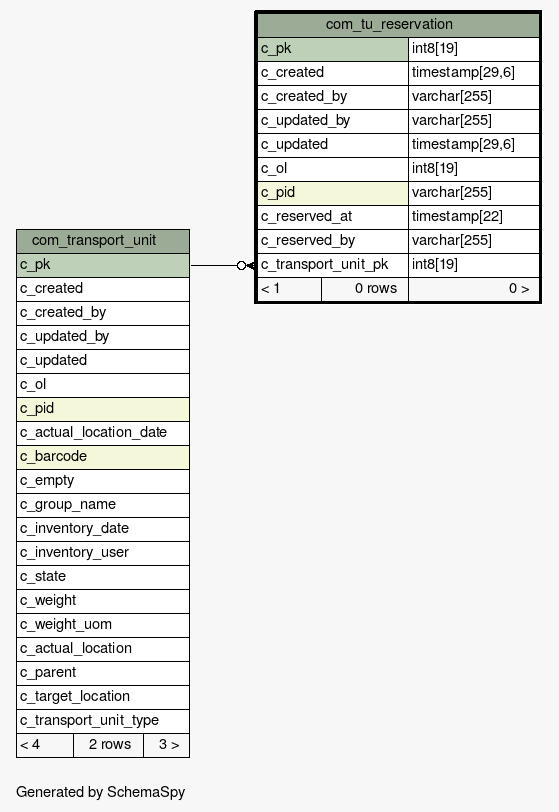 com_tu_reservation
c_pk int8[19]
c_created timestamp[29,6]
c_created_by varchar[255]
c_updated_by varchar[255]
c_updated timestamp[29,6]
c_ol int8[19]
c_pid varchar[255]
c_reserved_at timestamp[22]
c_reserved_by varchar[255]
c_transport_unit_pk int8[19]
< 1 0 rows 0 >
com_transport_unit
c_pk
c_created
c_created_by
c_updated_by
c_updated
c_ol
c_pid
c_actual_location_date
c_barcode
c_empty
c_group_name
c_inventory_date
c_inventory_user
c_state
c_weight
c_weight_uom
c_actual_location
c_parent
c_target_location
c_transport_unit_type
< 4 2 rows 3 >
Generated by SchemaSpy